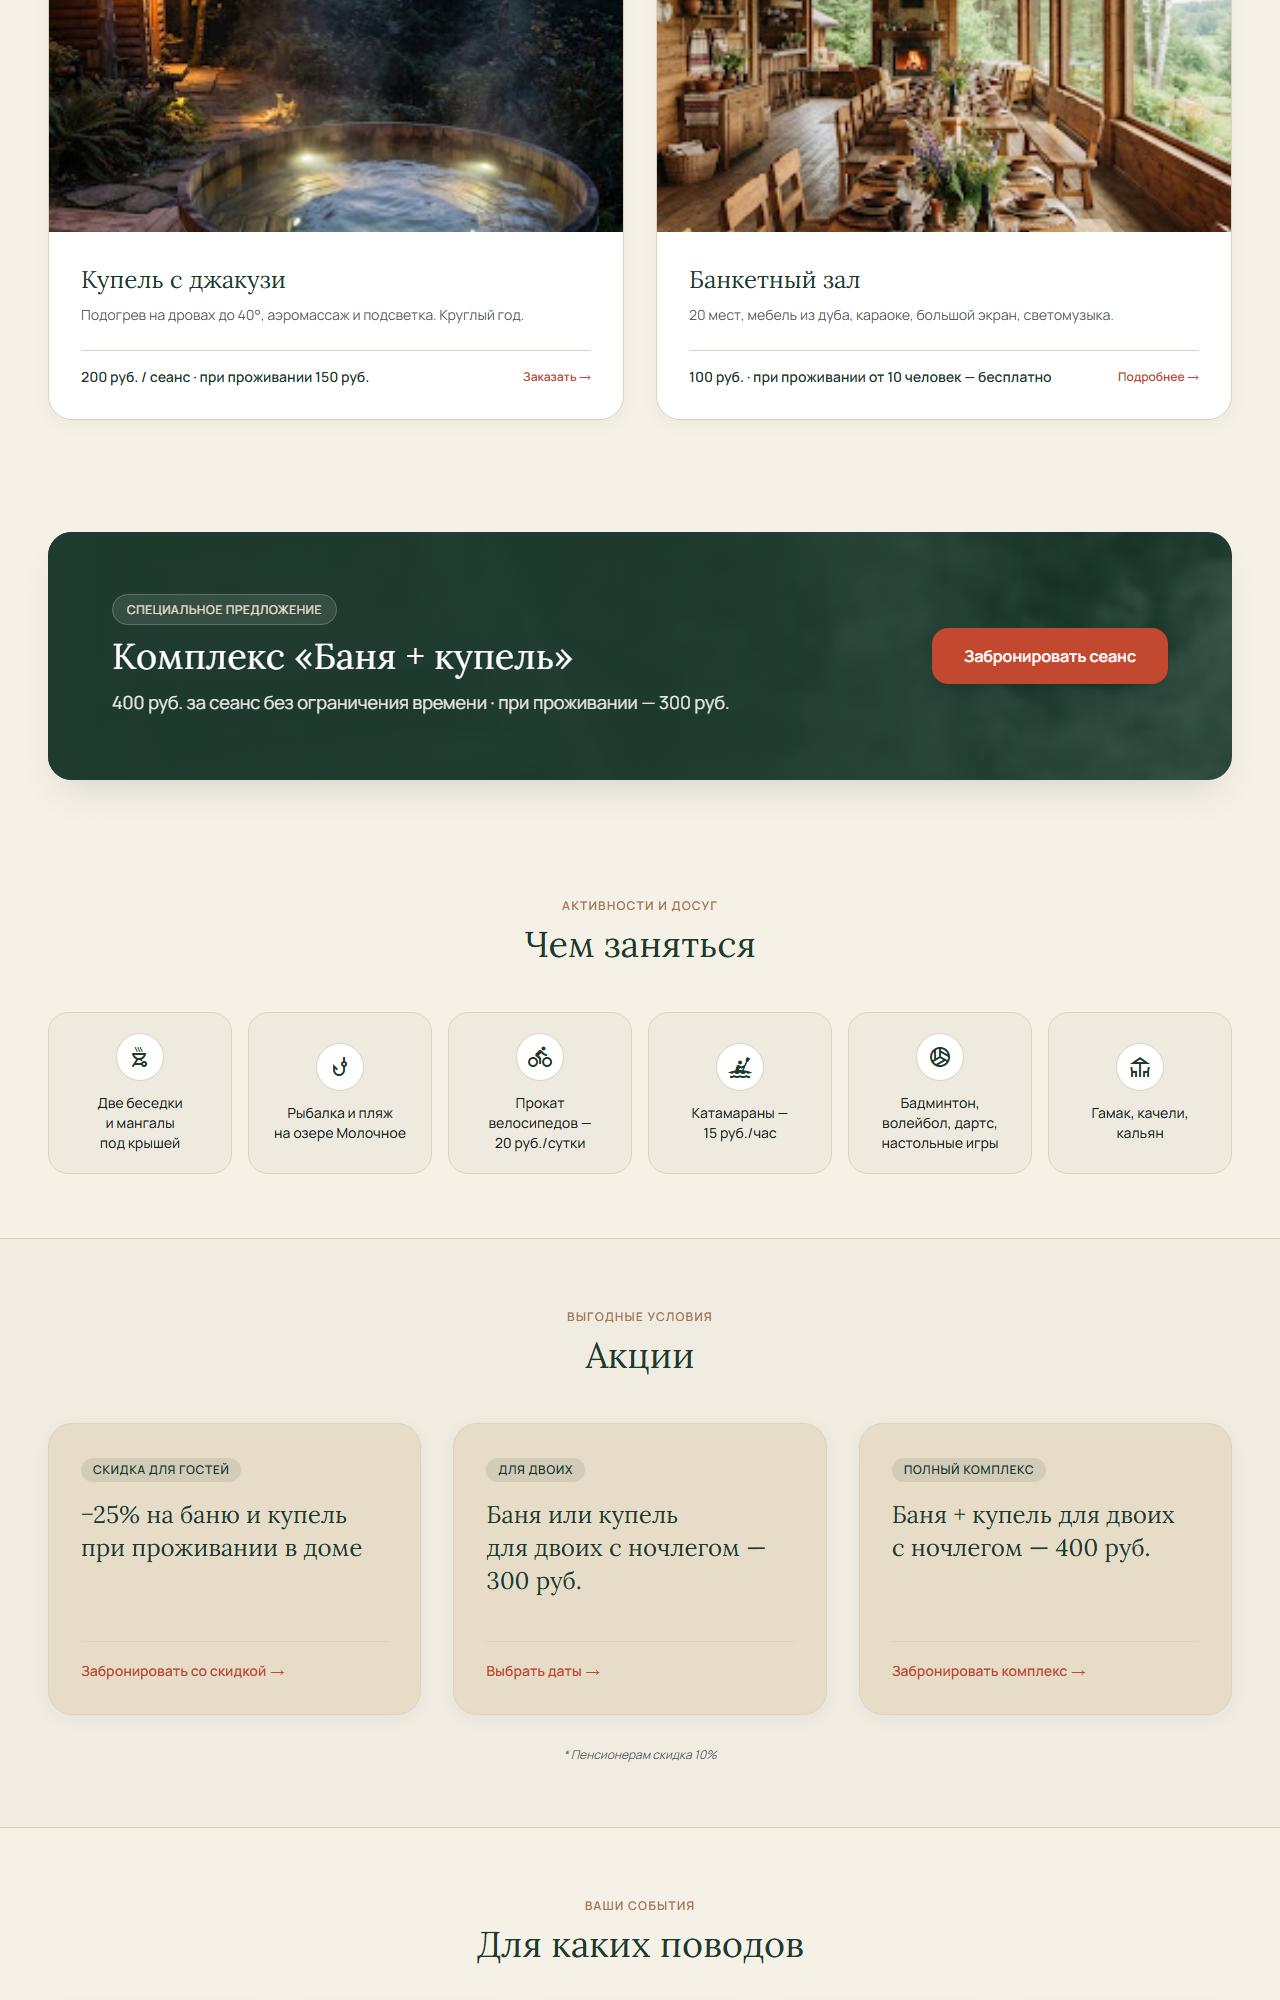 Купель с джакузи
Подогрев на дровах до 40°, аэромассаж и подсветка. Круглый год.
200 руб. / сеанс · при проживании 150 руб.
Заказать →
Банкетный зал
20 мест, мебель из дуба, караоке, большой экран, светомузыка.
100 руб. · при проживании от 10 человек — бесплатно
Подробнее →
СПЕЦИАЛЬНОЕ ПРЕДЛОЖЕНИЕ
Комплекс «Баня + купель»
400 руб. за сеанс без ограничения времени · при проживании — 300 руб.
Забронировать сеанс
АКТИВНОСТИ И ДОСУГ
Чем заняться
Две беседки
и мангалы
под крышей
Рыбалка и пляж
на озере Молочное
Прокат
велосипедов —
20 руб./сутки
Катамараны —
15 руб./час
Бадминтон,
волейбол, дартс,
настольные игры
Гамак, качели,
кальян
ВЫГОДНЫЕ УСЛОВИЯ
Акции
СКИДКА ДЛЯ ГОСТЕЙ
−25% на баню и купель
при проживании в доме
Забронировать со скидкой →
ДЛЯ ДВОИХ
Баня или купель
для двоих с ночлегом —
300 руб.
Выбрать даты →
ПОЛНЫЙ КОМПЛЕКС
Баня + купель для двоих
с ночлегом — 400 руб.
Забронировать комплекс →
* Пенсионерам скидка 10%
ВАШИ СОБЫТИЯ
Для каких поводов